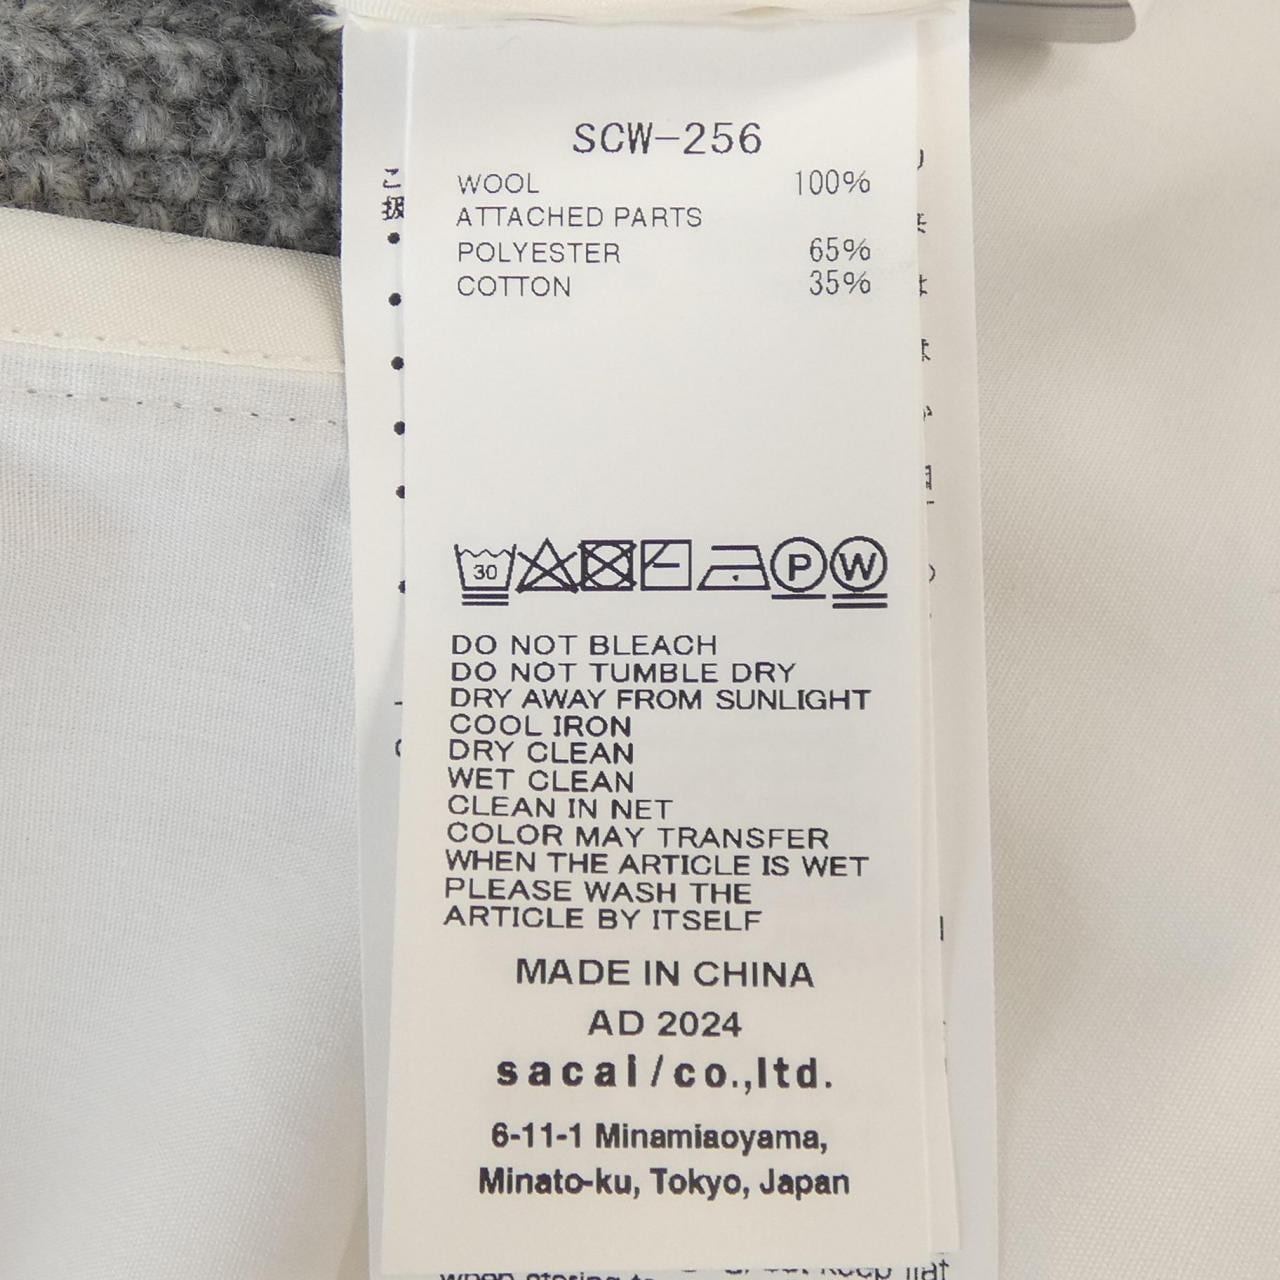 SCW-256
WOOL 100%
ATTACHED PARTS
POLYESTER 65%
COTTON 35%
30
P
W
DO NOT BLEACH
DO NOT TUMBLE DRY
DRY AWAY FROM SUNLIGHT
COOL IRON
DRY CLEAN
WET CLEAN
CLEAN IN NET
COLOR MAY TRANSFER
WHEN THE ARTICLE IS WET
PLEASE WASH THE
ARTICLE BY ITSELF
MADE IN CHINA
AD 2024
sacai/co.,ltd.
6-11-1 Minamiaoyama,
Minato-ku, Tokyo, Japan